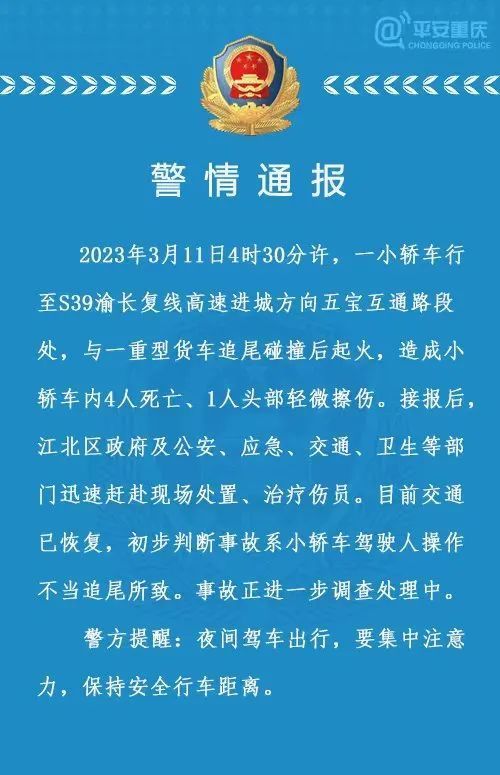 @平安重庆
CHONGQING POLICE
警情通报
2023年3月11日4时30分许，一小轿车行
至S39渝长复线高速进城方向五宝互通路段
处，与一重型货车追尾碰撞后起火，造成小
轿车内4人死亡、1人头部轻微擦伤。接报后，
江北区政府及公安、应急、交通、卫生等部
门迅速赶赴现场处置、治疗伤员。目前交通
已恢复，初步判断事故系小轿车驾驶人操作
不当追尾所致。事故正进一步调查处理中。
警方提醒：夜间驾车出行，要集中注意
力，保持安全行车距离。